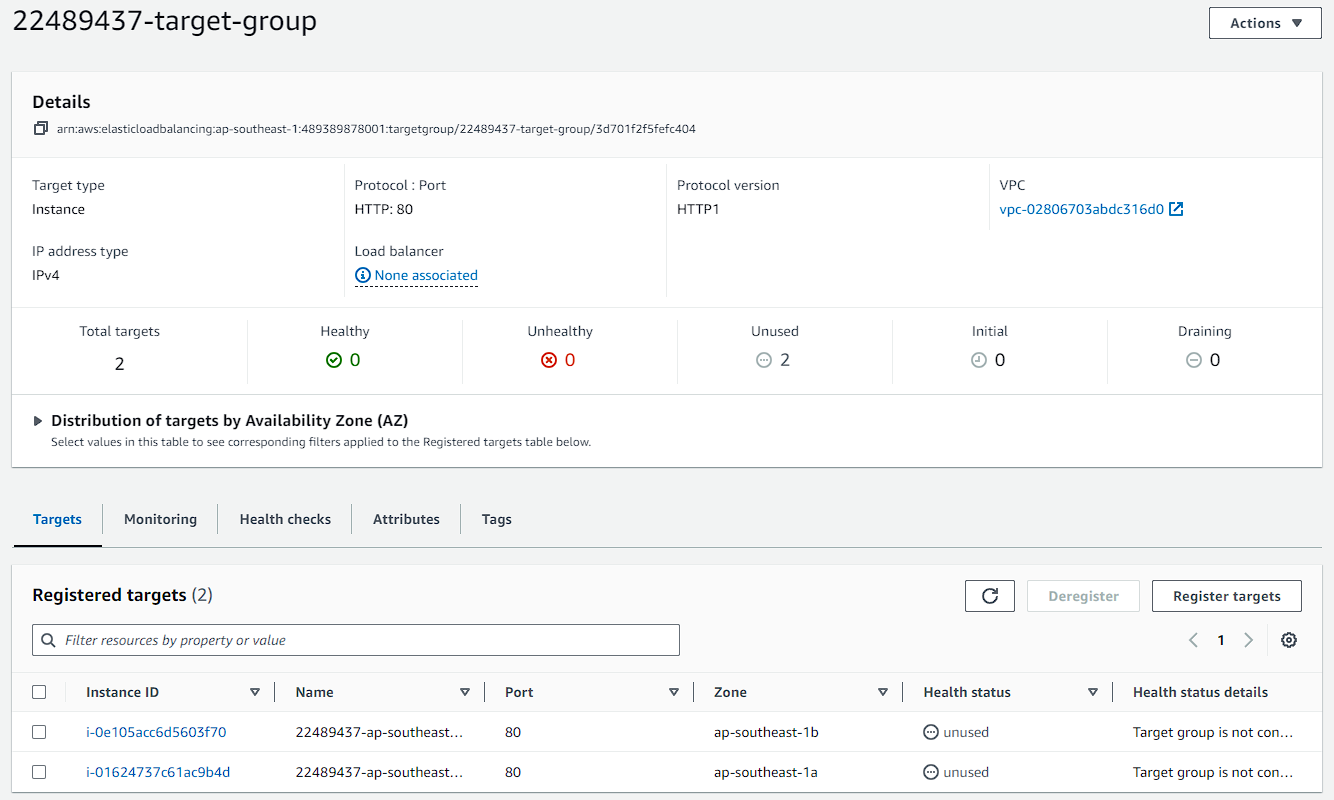 22489437-target-group
Actions
Details
arn:aws:elasticloadbalancing:ap-southeast-1:489389878001:targetgroup/22489437-target-group/3d701f2f5fefc404
Target type
Instance
Protocol : Port
HTTP: 80
Protocol version
HTTP1
VPC
vpc-02806703abdc316d0
IP address type
IPv4
Load balancer
None associated
Total targets
2
Healthy
0
Unhealthy
0
Unused
2
Initial
0
Draining
0
Distribution of targets by Availability Zone (AZ)
Select values in this table to see corresponding filters applied to the Registered targets table below.
Targets Monitoring Health checks Attributes Tags
Registered targets (2)
Deregister
Register targets
Filter resources by property or value
1
Instance ID Name Port Zone Health status Health status details
i-0e105acc6d5603f70 22489437-ap-southeast... 80 ap-southeast-1b unused Target group is not con...
i-01624737c61ac9b4d 22489437-ap-southeast... 80 ap-southeast-1a unused Target group is not con...